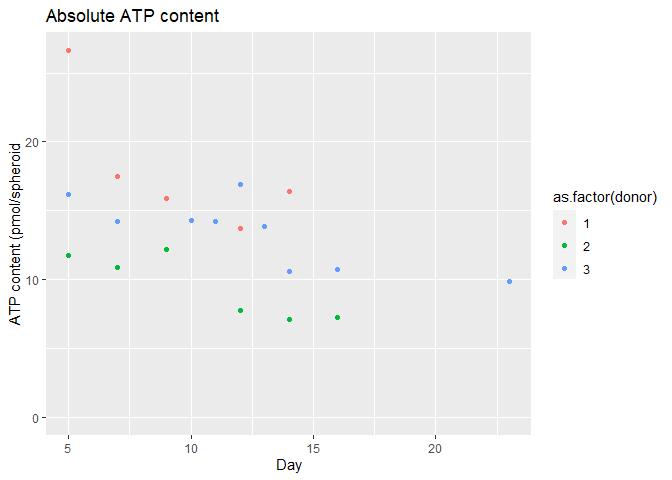 Absolute ATP content
ATP content (pmol/spheroid
20
10
0
5
10
15
20
Day
as.factor(donor)
1
2
3